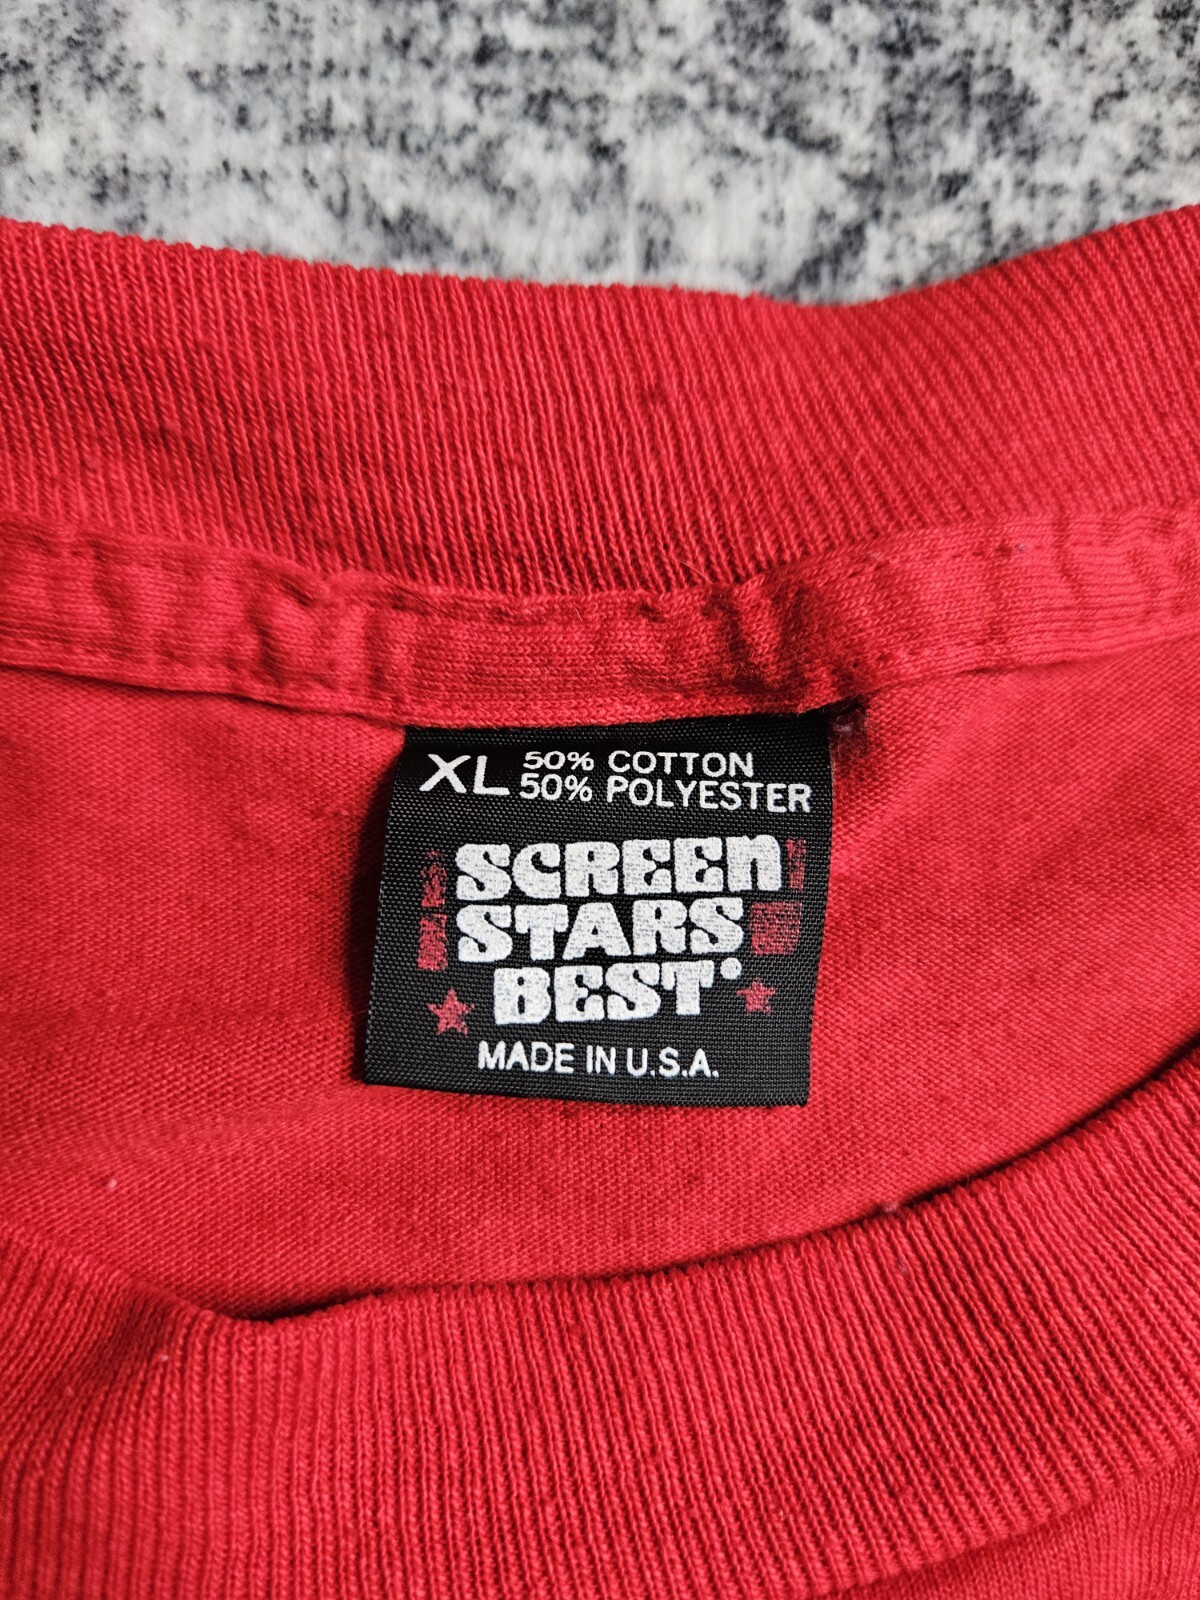 XL 50% COTTON
50% POLYESTER
SCREEN
STARS
BEST
MADE IN U.S.A.